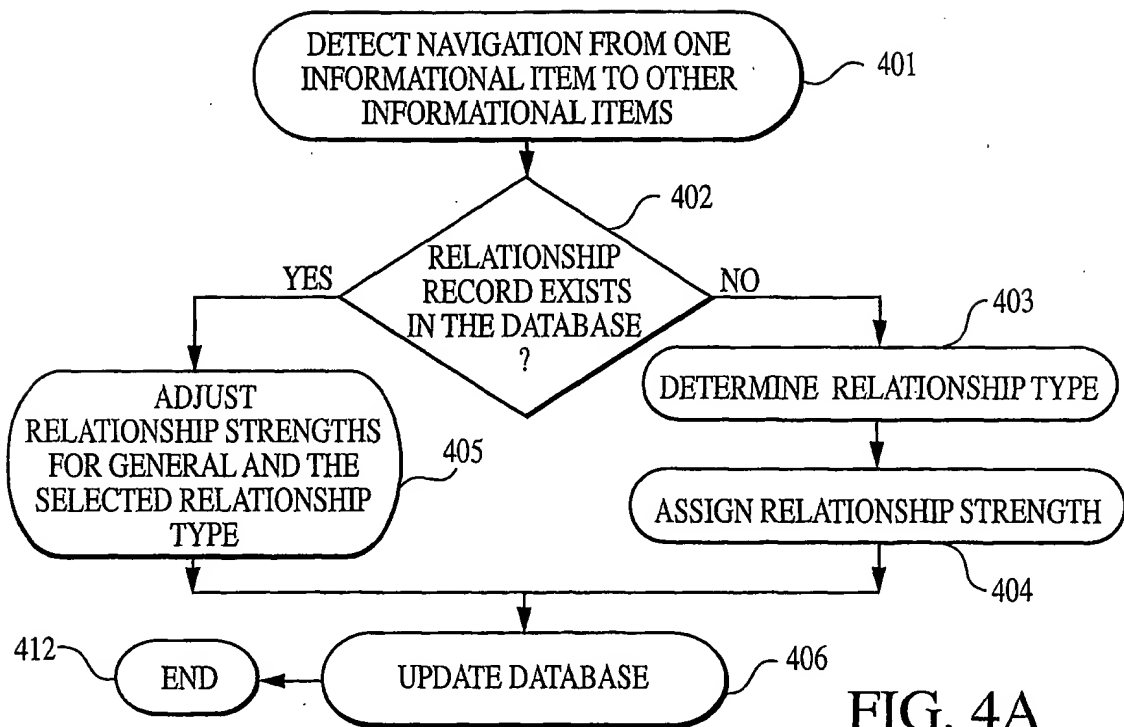 DETECT NAVIGATION FROM ONE
INFORMATIONAL ITEM TO OTHER
INFORMATIONAL ITEMS
401
402
RELATIONSHIP
RECORD EXISTS
IN THE DATABASE
?
YES
NO
403
DETERMINE RELATIONSHIP TYPE
ADJUST
RELATIONSHIP STRENGTHS
FOR GENERAL AND THE
SELECTED RELATIONSHIP
TYPE
405
ASSIGN RELATIONSHIP STRENGTH
404
412
END
UPDATE DATABASE
406
FIG. 4A